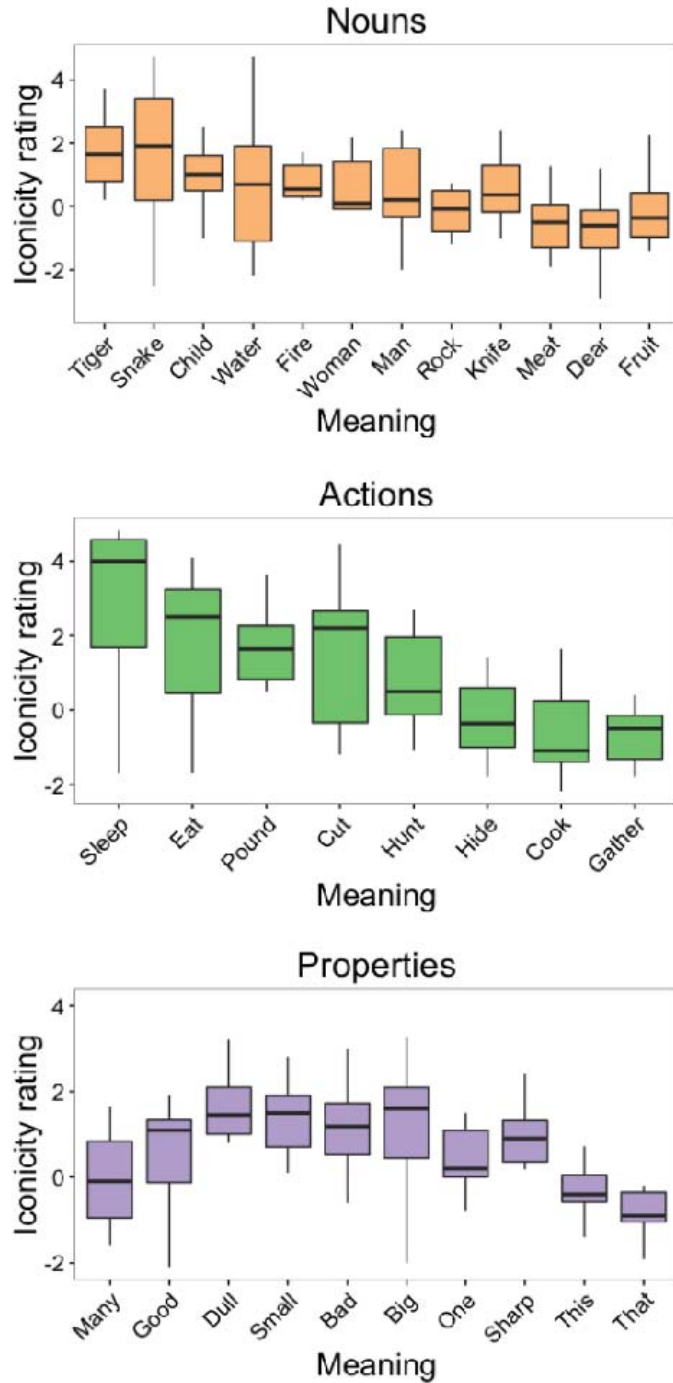 Nouns
Iconicity rating
4
2
0
-2
Tiger Snake Child Water Fire Woman Man Rock Knife Meat Dear Fruit
Meaning
Actions
Iconicity rating
4
2
0
-2
Sleep Eat Pound Cut Hunt Hide Cook Gather
Meaning
Properties
Iconicity rating
4
2
0
-2
Many Good Dull Small Bad Big One Sharp This That
Meaning